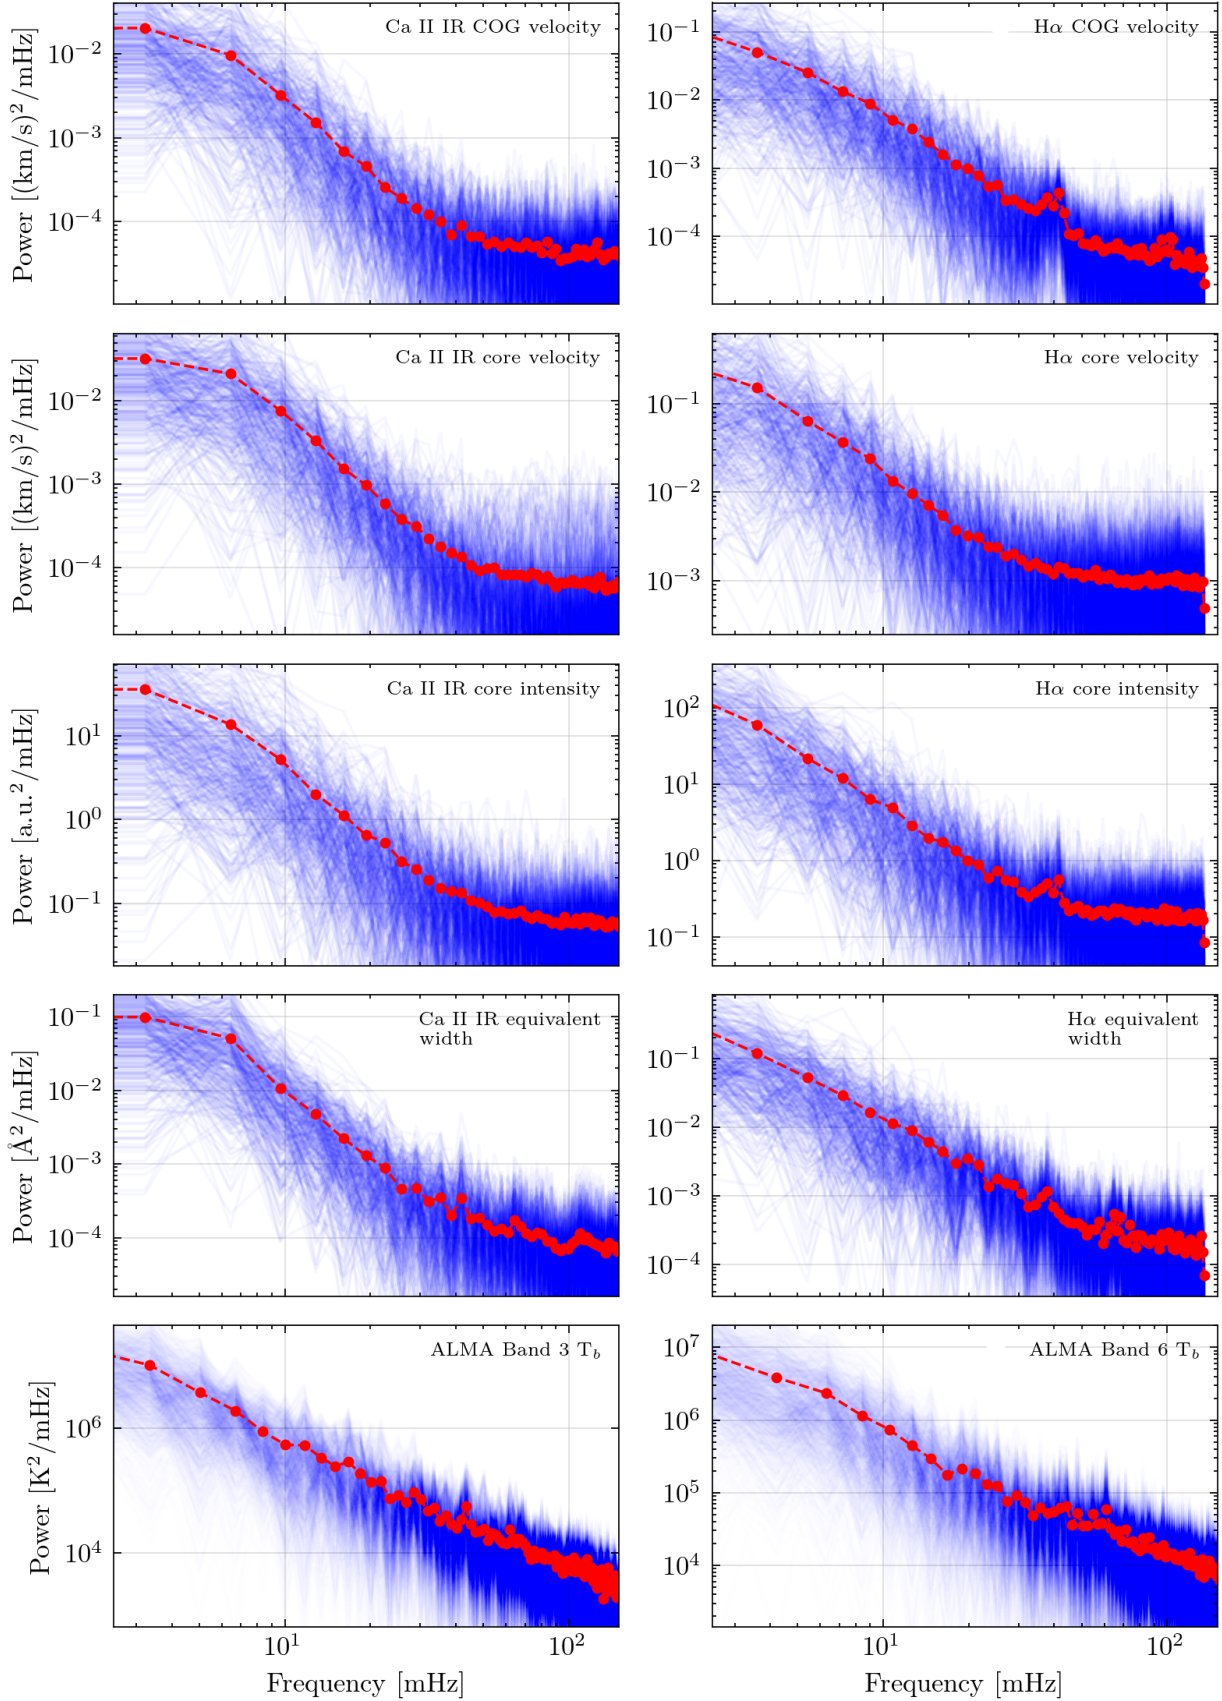 Ca II IR COG velocity
Power [(km/s)²/mHz]
10⁻²
10⁻³
10⁻⁴
Hα COG velocity
10⁻¹
10⁻²
10⁻³
10⁻⁴
Ca II IR core velocity
Power [(km/s)²/mHz]
10⁻²
10⁻³
10⁻⁴
Hα core velocity
10⁻¹
10⁻²
10⁻³
Ca II IR core intensity
Power [a.u.²/mHz]
10¹
10⁰
10⁻¹
Hα core intensity
10²
10¹
10⁰
10⁻¹
Ca II IR equivalent
width
Power [Å²/mHz]
10⁻¹
10⁻²
10⁻³
10⁻⁴
Hα equivalent
width
10⁻¹
10⁻²
10⁻³
10⁻⁴
ALMA Band 3 T_b
Power [K²/mHz]
10⁶
10⁴
10¹
10²
Frequency [mHz]
ALMA Band 6 T_b
10⁷
10⁶
10⁵
10⁴
10¹
10²
Frequency [mHz]